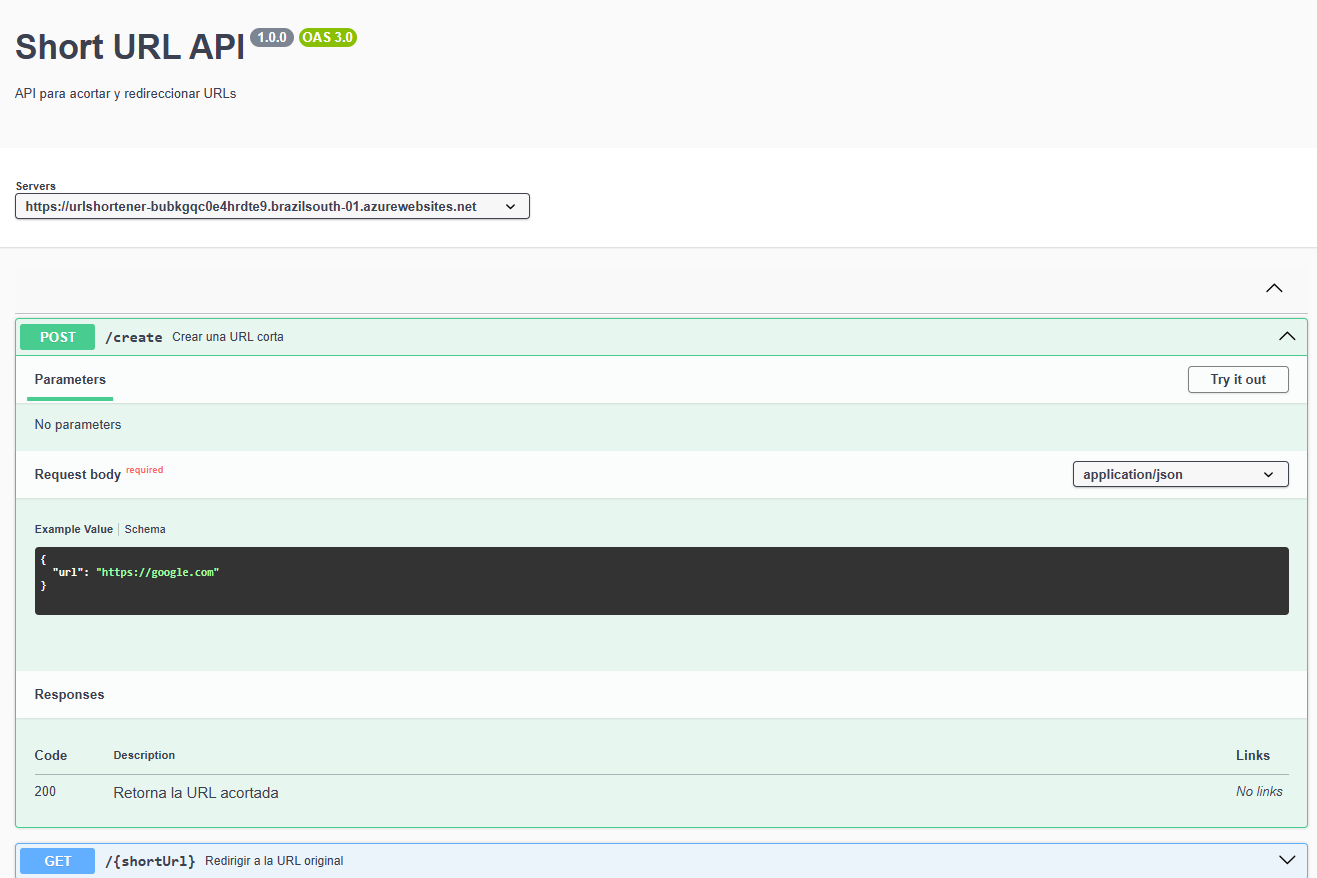 Short URL API 1.0.0 OAS 3.0
API para acortar y redireccionar URLs
Servers
https://urlshortener-bubkgqc0e4hrdte9.brazilsouth-01.azurewebsites.net
POST /create Crear una URL corta
Parameters Try it out
No parameters
Request body required application/json
Example Value Schema
{
"url": "https://google.com"
}
Responses
Code Description Links
200 Retorna la URL acortada No links
GET /{shortUrl} Redirigir a la URL original